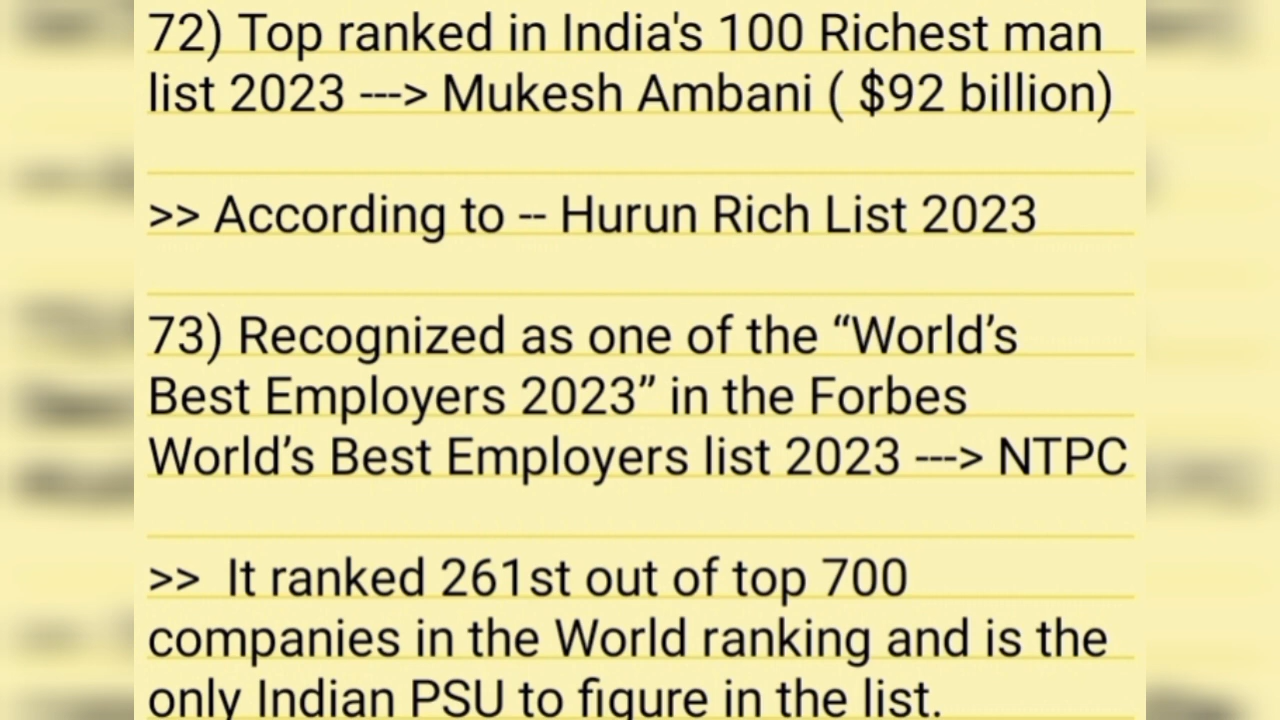 72) Top ranked in India's 100 Richest man
list 2023 ---> Mukesh Ambani ( $92 billion)
>> According to -- Hurun Rich List 2023
73) Recognized as one of the “World’s
Best Employers 2023” in the Forbes
World’s Best Employers list 2023 ---> NTPC
>>  It ranked 261st out of top 700
companies in the World ranking and is the
only Indian PSU to figure in the list.